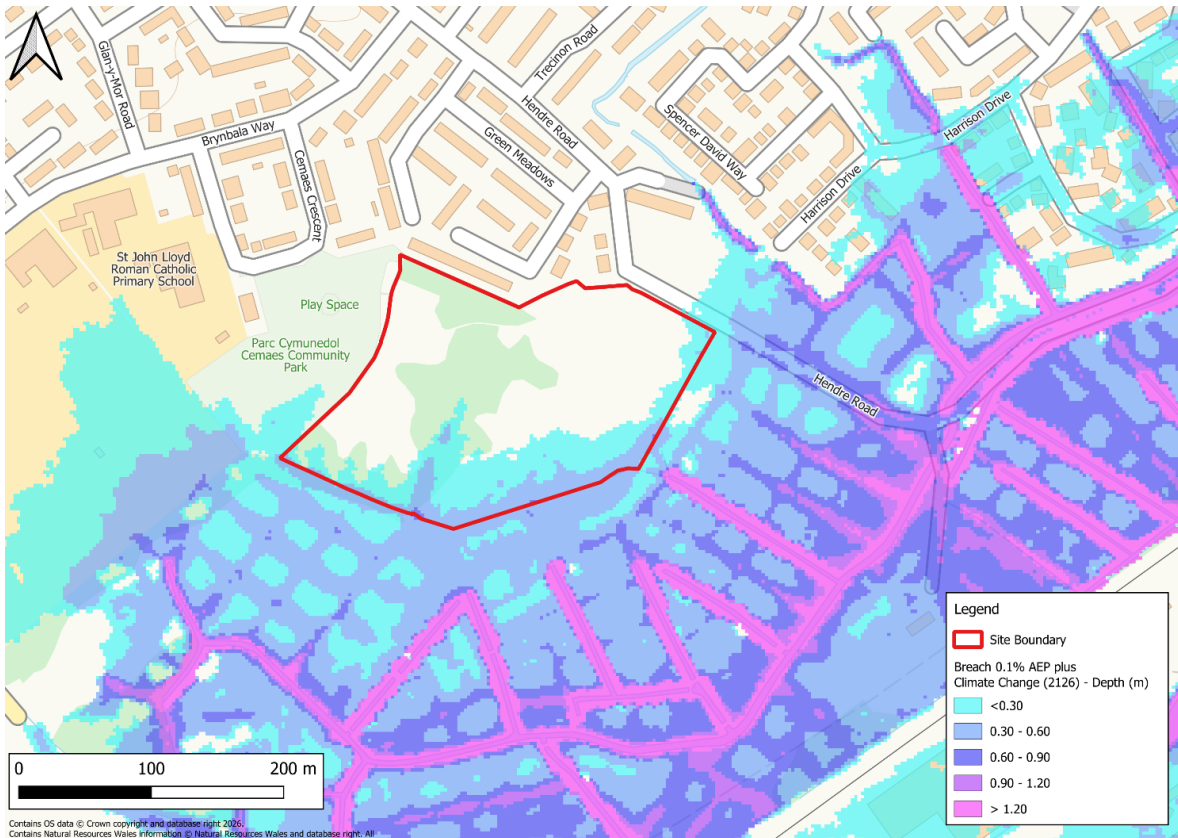 Glan-y-Mor Road
Brynbala Way
Cemaes Crescent
Trecinon Road
Hendre Road
Green Meadows
Spencer David Way
Harrison Drive
Harrison Drive
St John Lloyd
Roman Catholic
Primary School
Play Space
Parc Cymunedol
Cemaes Community
Park
Hendre Road
Legend
Site Boundary
Breach 0.1% AEP plus
Climate Change (2126) - Depth (m)
<0.30
0.30 - 0.60
0.60 - 0.90
0.90 - 1.20
> 1.20
0 100 200 m
Contains OS data © Crown copyright and database right 2026.
Contains Natural Resources Wales information © Natural Resources Wales and database right. All